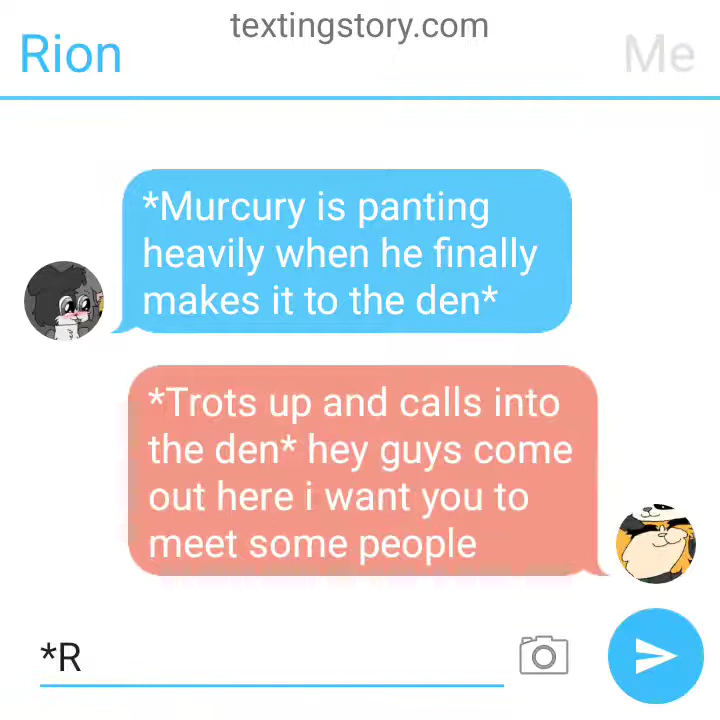 textingstory.com
Rion
Me
*Murcury is panting
heavily when he finally
makes it to the den*
*Trots up and calls into
the den* hey guys come
out here i want you to
meet some people
*R